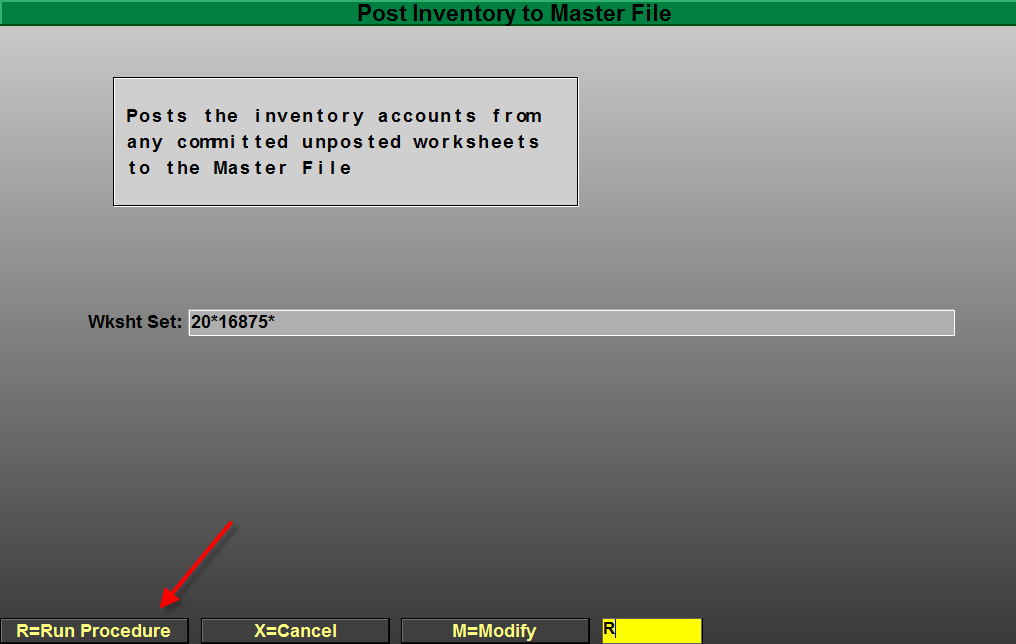 Post Inventory to Master File
Posts the inventory accounts from
any committed unposted worksheets
to the Master File
Wksht Set: 20*16875*
R=Run Procedure X=Cancel M=Modify R